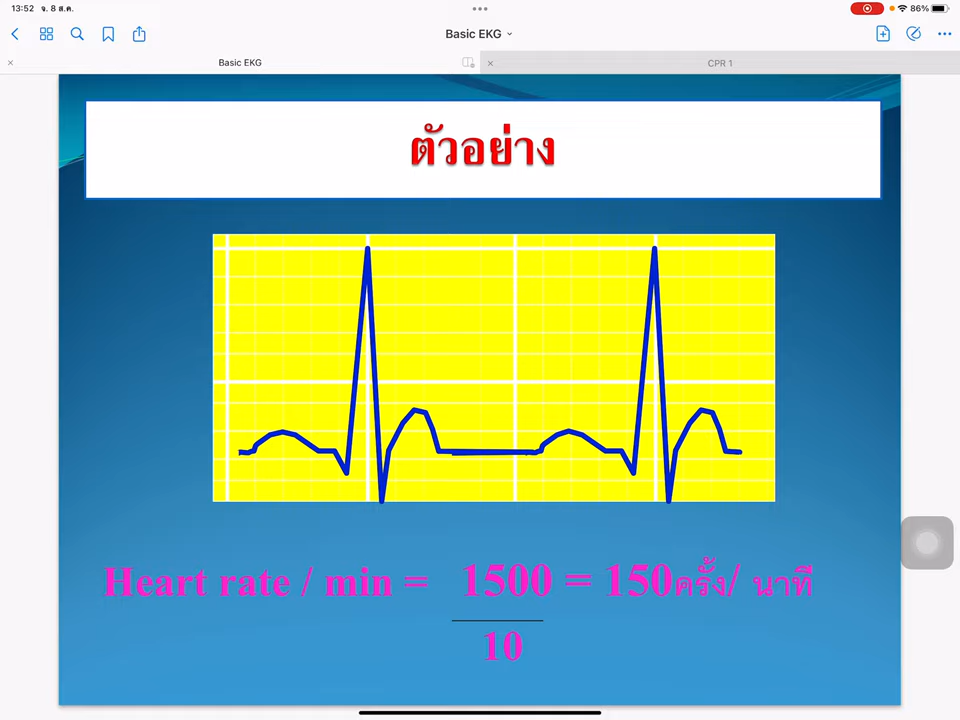 13:52 จ. 8 ส.ค.
86%
Basic EKG
Basic EKG
CPR 1
ตัวอย่าง
Heart rate / min = 1500 = 150ครั้ง/ นาที
10